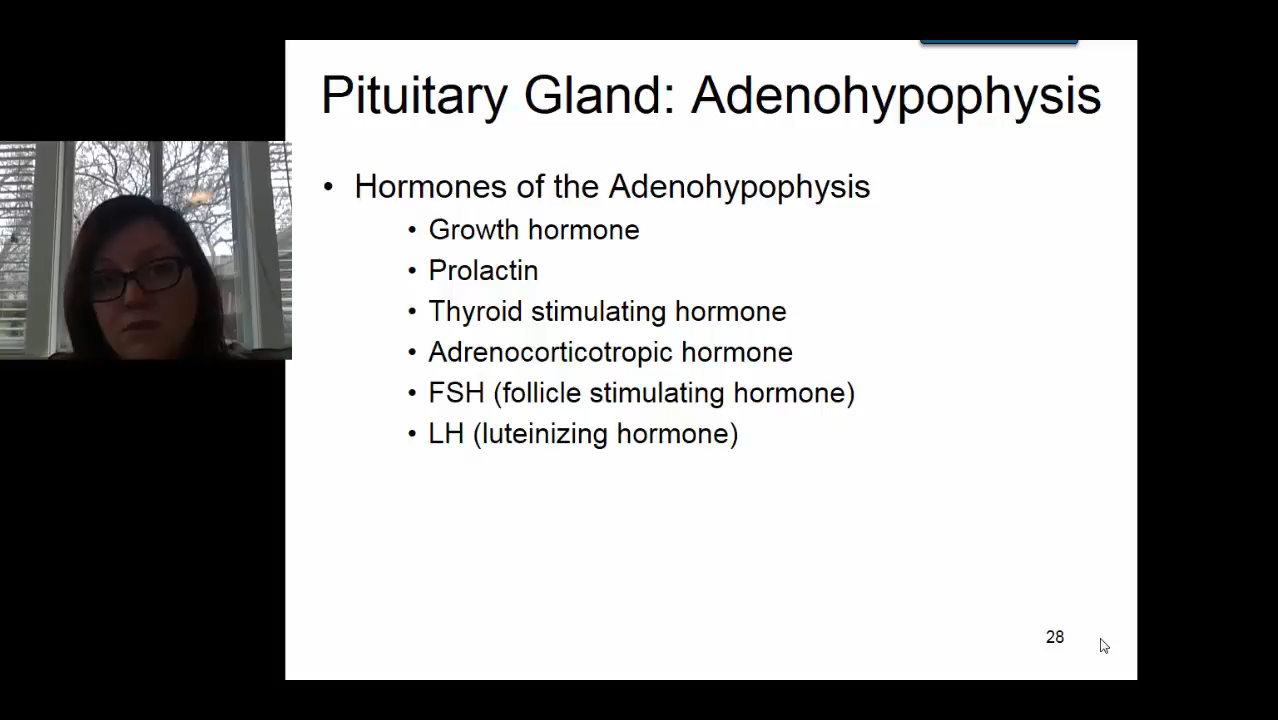 Pituitary Gland: Adenohypophysis
• Hormones of the Adenohypophysis
• Growth hormone
• Prolactin
• Thyroid stimulating hormone
• Adrenocorticotropic hormone
• FSH (follicle stimulating hormone)
• LH (luteinizing hormone)
28